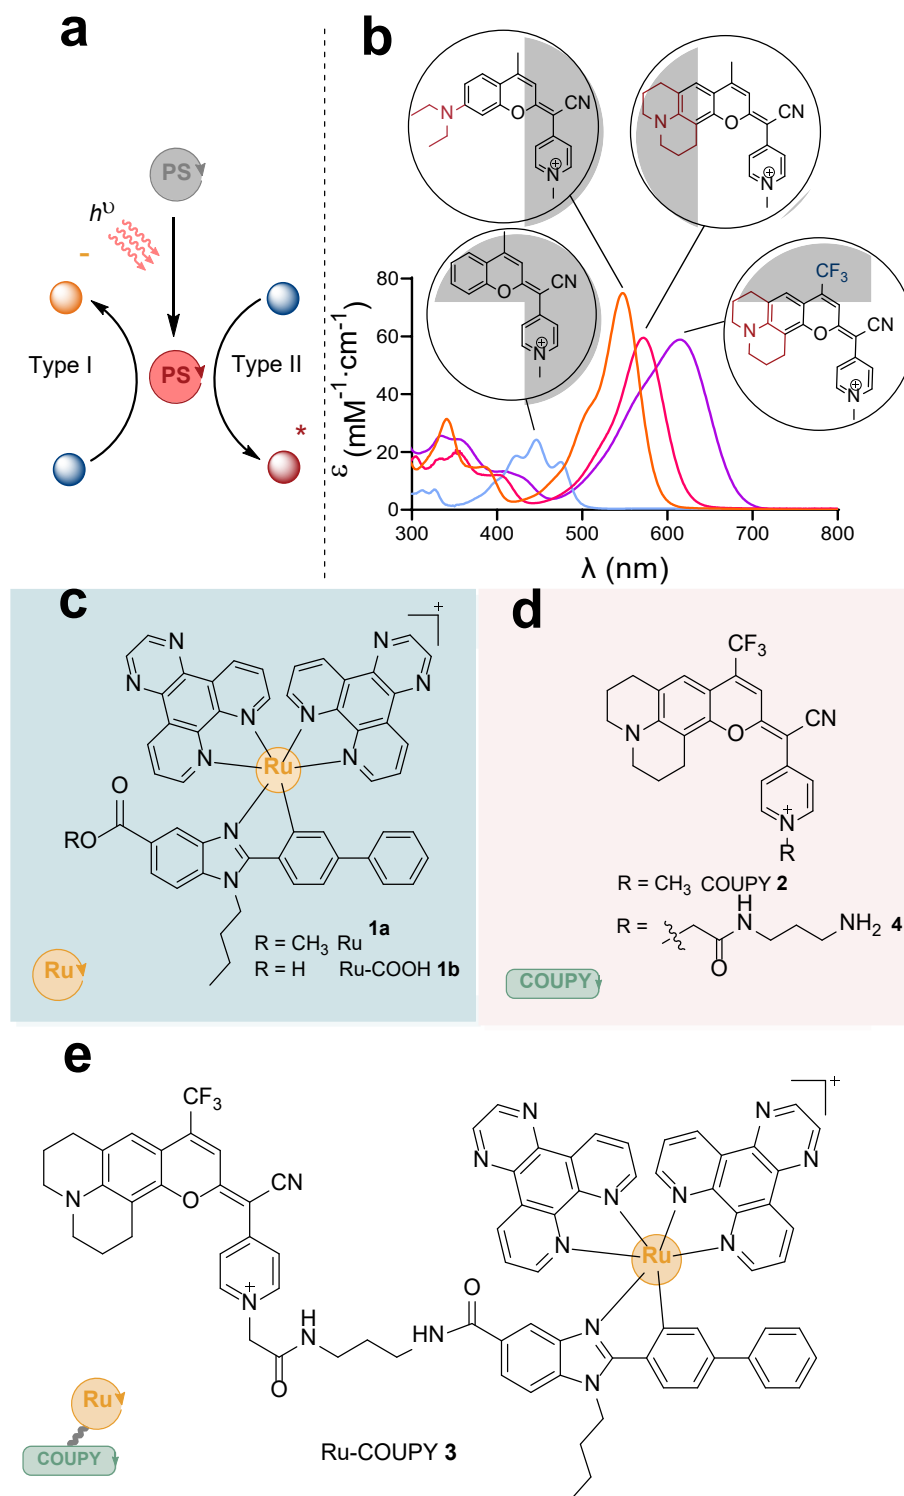 a
PS
hυ
-
Type I
Type II
PS
*
b
N
O
CN
N
+
N
O
CN
N
+
O
CN
N
+
CF3
N
O
CN
N
+
80
60
40
20
0
ε (mM-1·cm-1)
300 400 500 600 700 800
λ (nm)
c
+
N N
N N
N N
N N
Ru
O
RO
N
N
R = CH3 Ru 1a
R = H Ru-COOH 1b
Ru
d
CF3
N
O
CN
N
+
R
R = CH3 COUPY 2
R =
H
N
NH2 4
O
COUPY
e
CF3
N
O
CN
N
+
O
H
N
NH
O
+
N N
N N
N N
N N
Ru
N
N
Ru
COUPY
Ru-COUPY 3